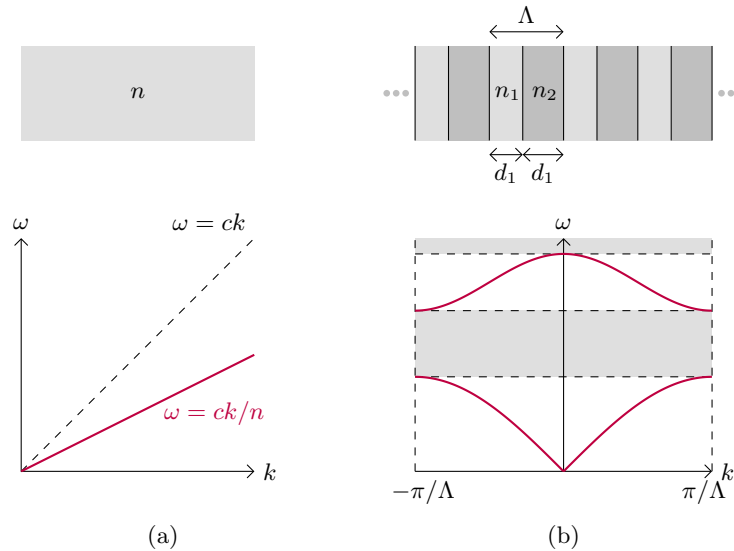 n
Λ
n₁ n₂
d₁ d₁
ω
ω = ck
ω = ck/n
k
ω
−π/Λ
π/Λ
k
(a)
(b)